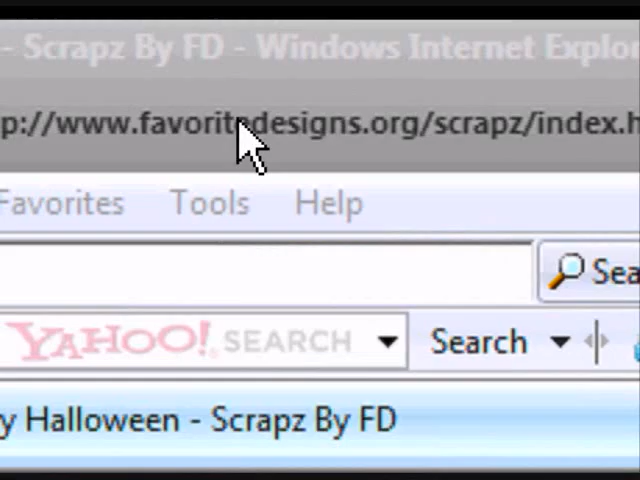 - Scrapz By FD - Windows Internet Explor
p://www.favoritedesigns.org/scrapz/index.h
Favorites Tools Help
Sea
YAHOO! SEARCH Search
y Halloween - Scrapz By FD